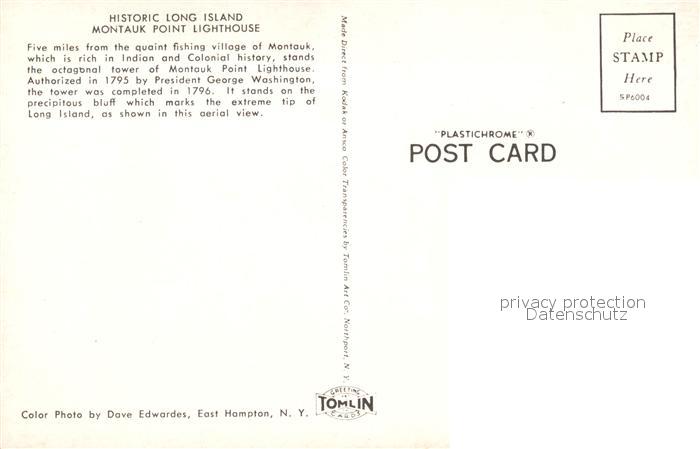 HISTORIC LONG ISLAND
MONTAUK POINT LIGHTHOUSE
Five miles from the quaint fishing village of Montauk,
which is rich in Indian and Colonial history, stands
the octagonal tower of Montauk Point Lighthouse.
Authorized in 1795 by President George Washington,
the tower was completed in 1796. It stands on the
precipitous bluff which marks the extreme tip of
Long Island, as shown in this aerial view.
Color Photo by Dave Edwardes, East Hampton, N. Y.
Made Direct from Kodak or Ansco Color Transparencies by Tomlin Art Co., Northport, N. Y.
GREETING
TOMLIN
CARDS
Place
STAMP
Here
SP6004
"PLASTICHROME" ®
POST CARD
privacy protection
Datenschutz